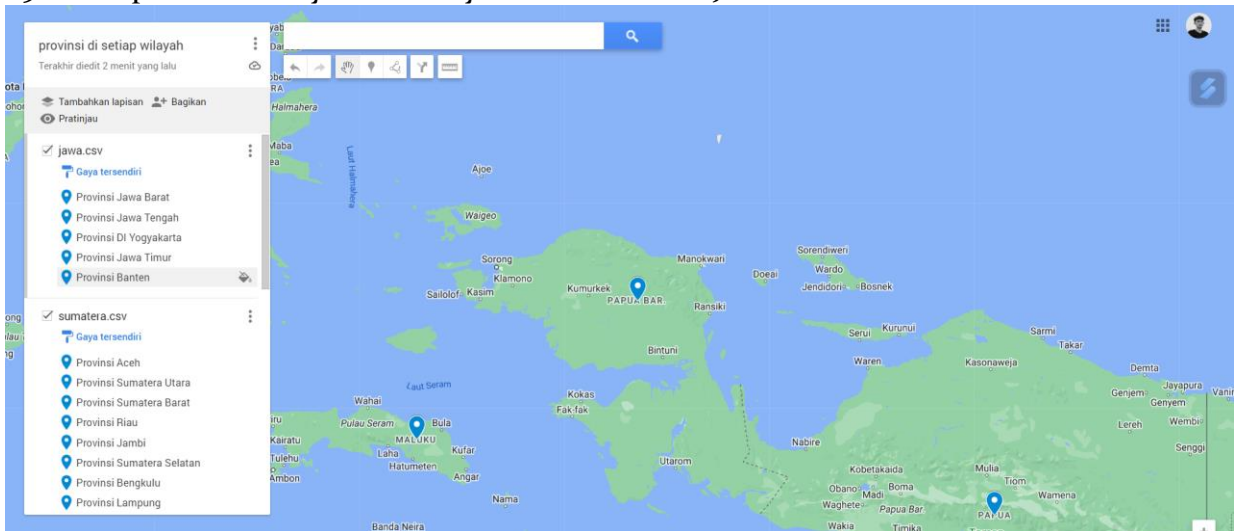 provinsi di setiap wilayah
Terakhir diedit 2 menit yang lalu
Tambahkan lapisan
Bagikan
Pratinjau
jawa.csv
Gaya tersendiri
Provinsi Jawa Barat
Provinsi Jawa Tengah
Provinsi DI Yogyakarta
Provinsi Jawa Timur
Provinsi Banten
sumatera.csv
Gaya tersendiri
Provinsi Aceh
Provinsi Sumatera Utara
Provinsi Sumatera Barat
Provinsi Riau
Provinsi Jambi
Provinsi Sumatera Selatan
Provinsi Bengkulu
Provinsi Lampung
Halmahera
Maba
Laut Halmahera
Ajoe
Waigeo
Sorong
Klamono
Sailolof
Kasim
Kumurkek
PAPUA BAR
Manokwari
Ransiki
Bintuni
Doeai
Sorendiweri
Wardo
Jendidori
Bosnek
Serui
Kurunui
Waren
Sarmi
Takar
Kasonaweja
Demta
Jayapura
Genjem
Genyem
Vanir
Lereh
Wembi
Senggi
Laut Seram
Wahai
Pulau Seram
Bula
MALUKU
Kairatu
Laha
Kufar
Tulehu
Hatumeten
Ambon
Angar
Nama
Banda Neira
Kokas
Fak-fak
Utarom
Nabire
Kobetakaida
Mulia
Obano
Madi
Boma
Tiom
Wamena
Waghete
Papua Bar
PAPUA
Wakia
Timika